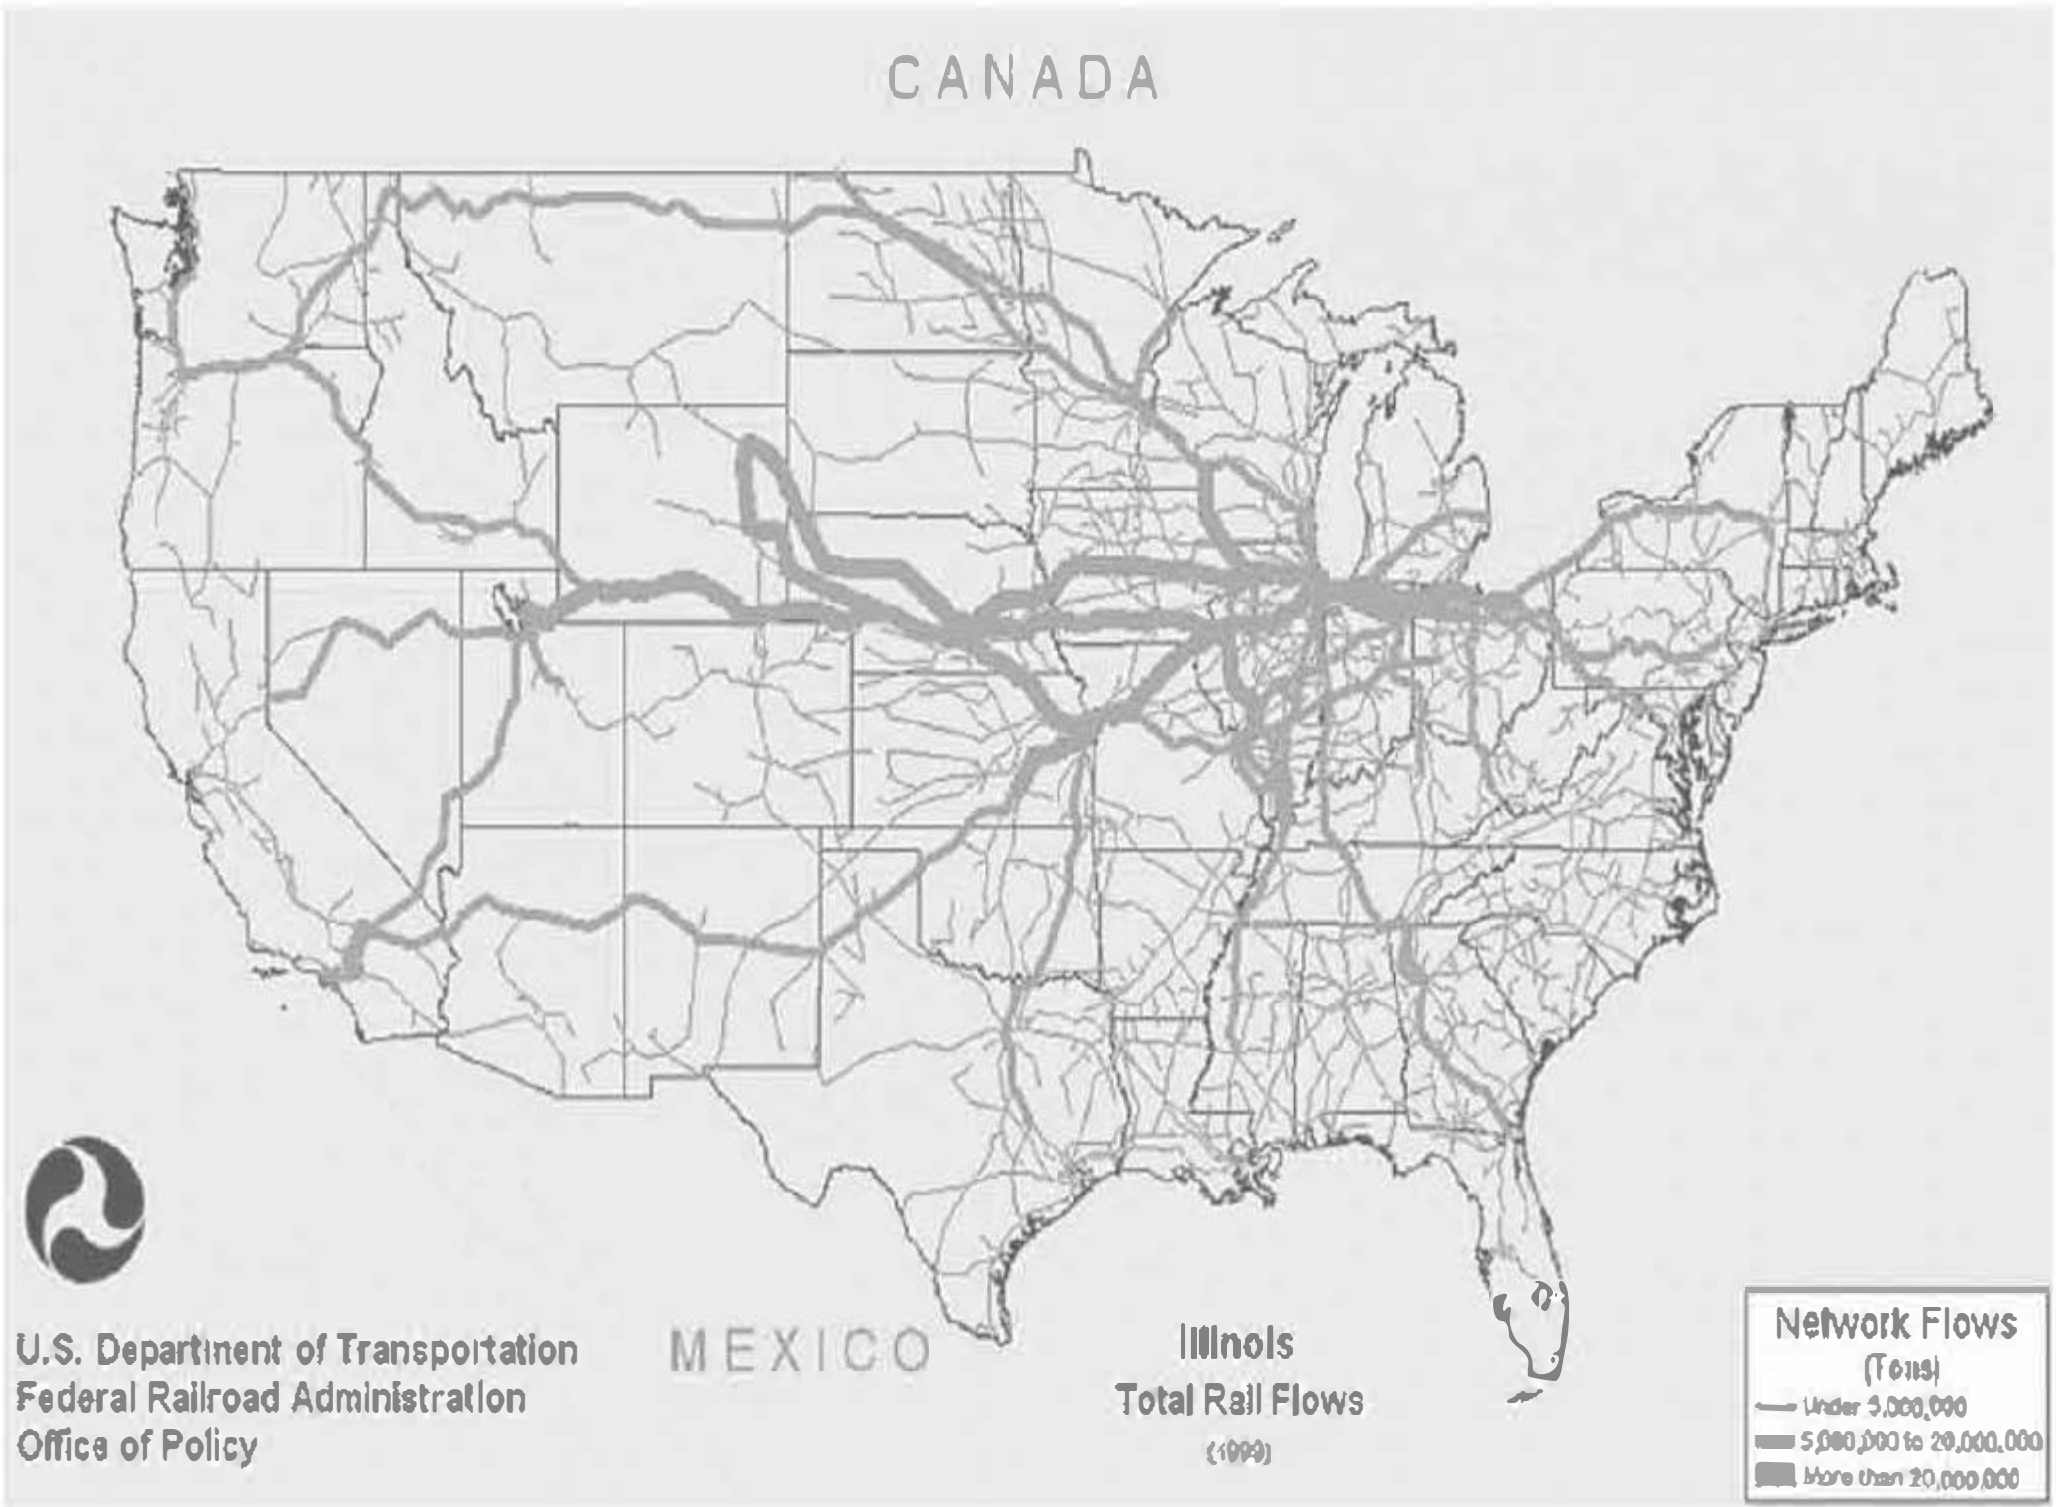 CANADA
MEXICO
U.S. Department of Transportation
Federal Railroad Administration
Office of Policy
Illinois
Total Rail Flows
Network Flows
(Tons)
Under 5,000,000
5,000,000 to 20,000,000
More than 20,000,000